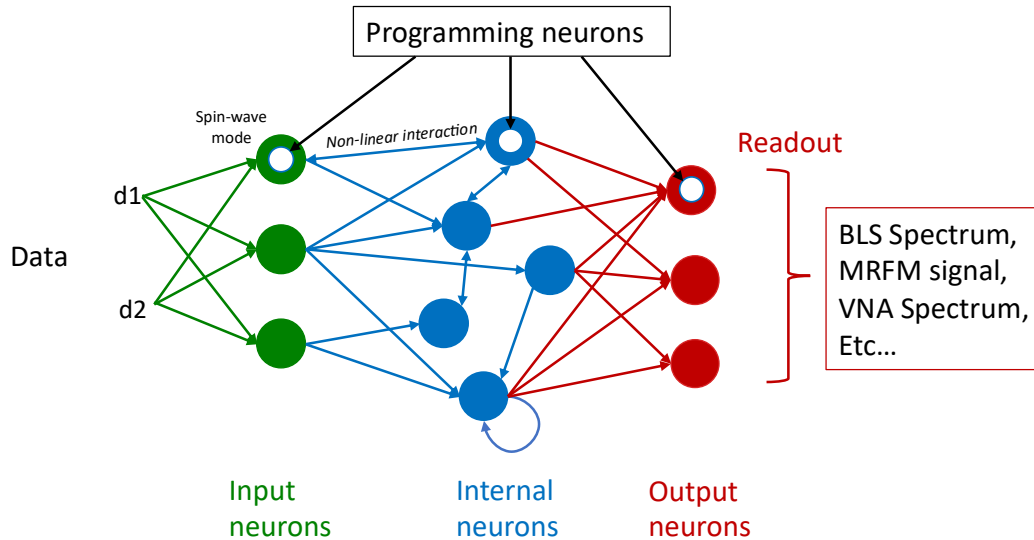 Programming neurons
Spin-wave
mode
Non-linear interaction
Readout
d1
Data
d2
BLS Spectrum,
MRFM signal,
VNA Spectrum,
Etc...
Input
neurons
Internal
neurons
Output
neurons